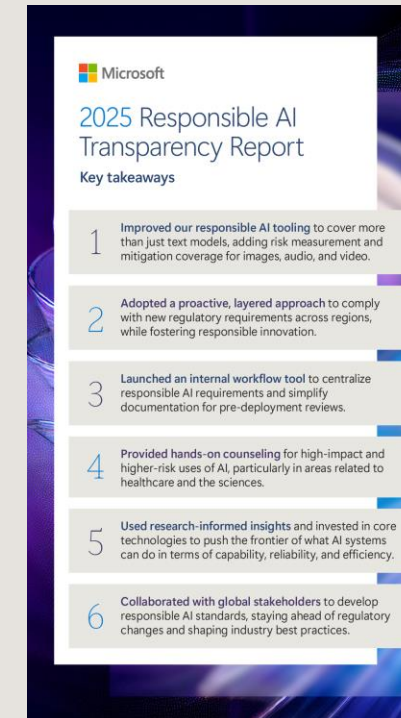 Microsoft
2025 Responsible AI
Transparency Report
Key takeaways
1
Improved our responsible AI tooling to cover more
than just text models, adding risk measurement and
mitigation coverage for images, audio, and video.
2
Adopted a proactive, layered approach to comply
with new regulatory requirements across regions,
while fostering responsible innovation.
3
Launched an internal workflow tool to centralize
responsible AI requirements and simplify
documentation for pre-deployment reviews.
4
Provided hands-on counseling for high-impact and
higher-risk uses of AI, particularly in areas related to
healthcare and the sciences.
5
Used research-informed insights and invested in core
technologies to push the frontier of what AI systems
can do in terms of capability, reliability, and efficiency.
6
Collaborated with global stakeholders to develop
responsible AI standards, staying ahead of regulatory
changes and shaping industry best practices.